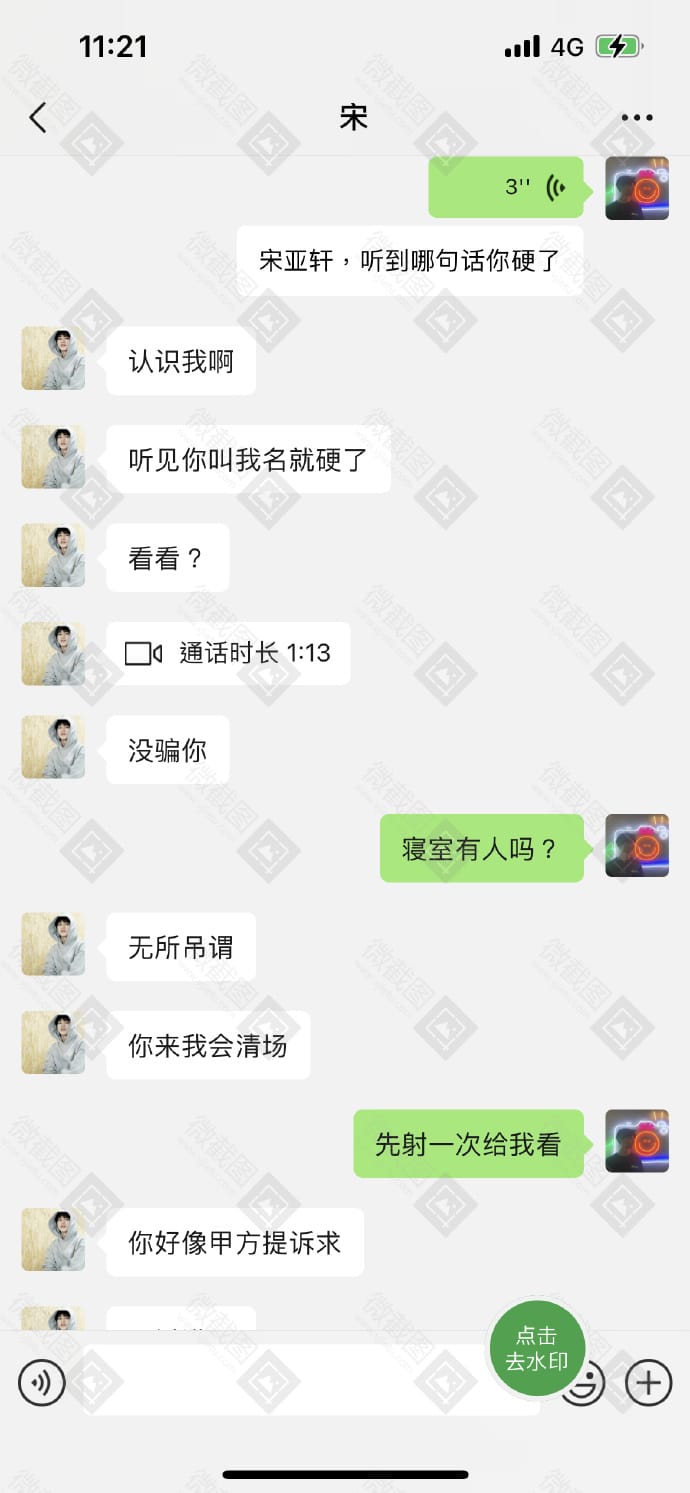 11:21
4G
宋
3''
宋亚轩，听到哪句话你硬了
认识我啊
听见你叫我名就硬了
看看？
通话时长 1:13
没骗你
寝室有人吗？
无所吊谓
你来我会清场
先射一次给我看
你好像甲方提诉求
点击
去水印
微截图